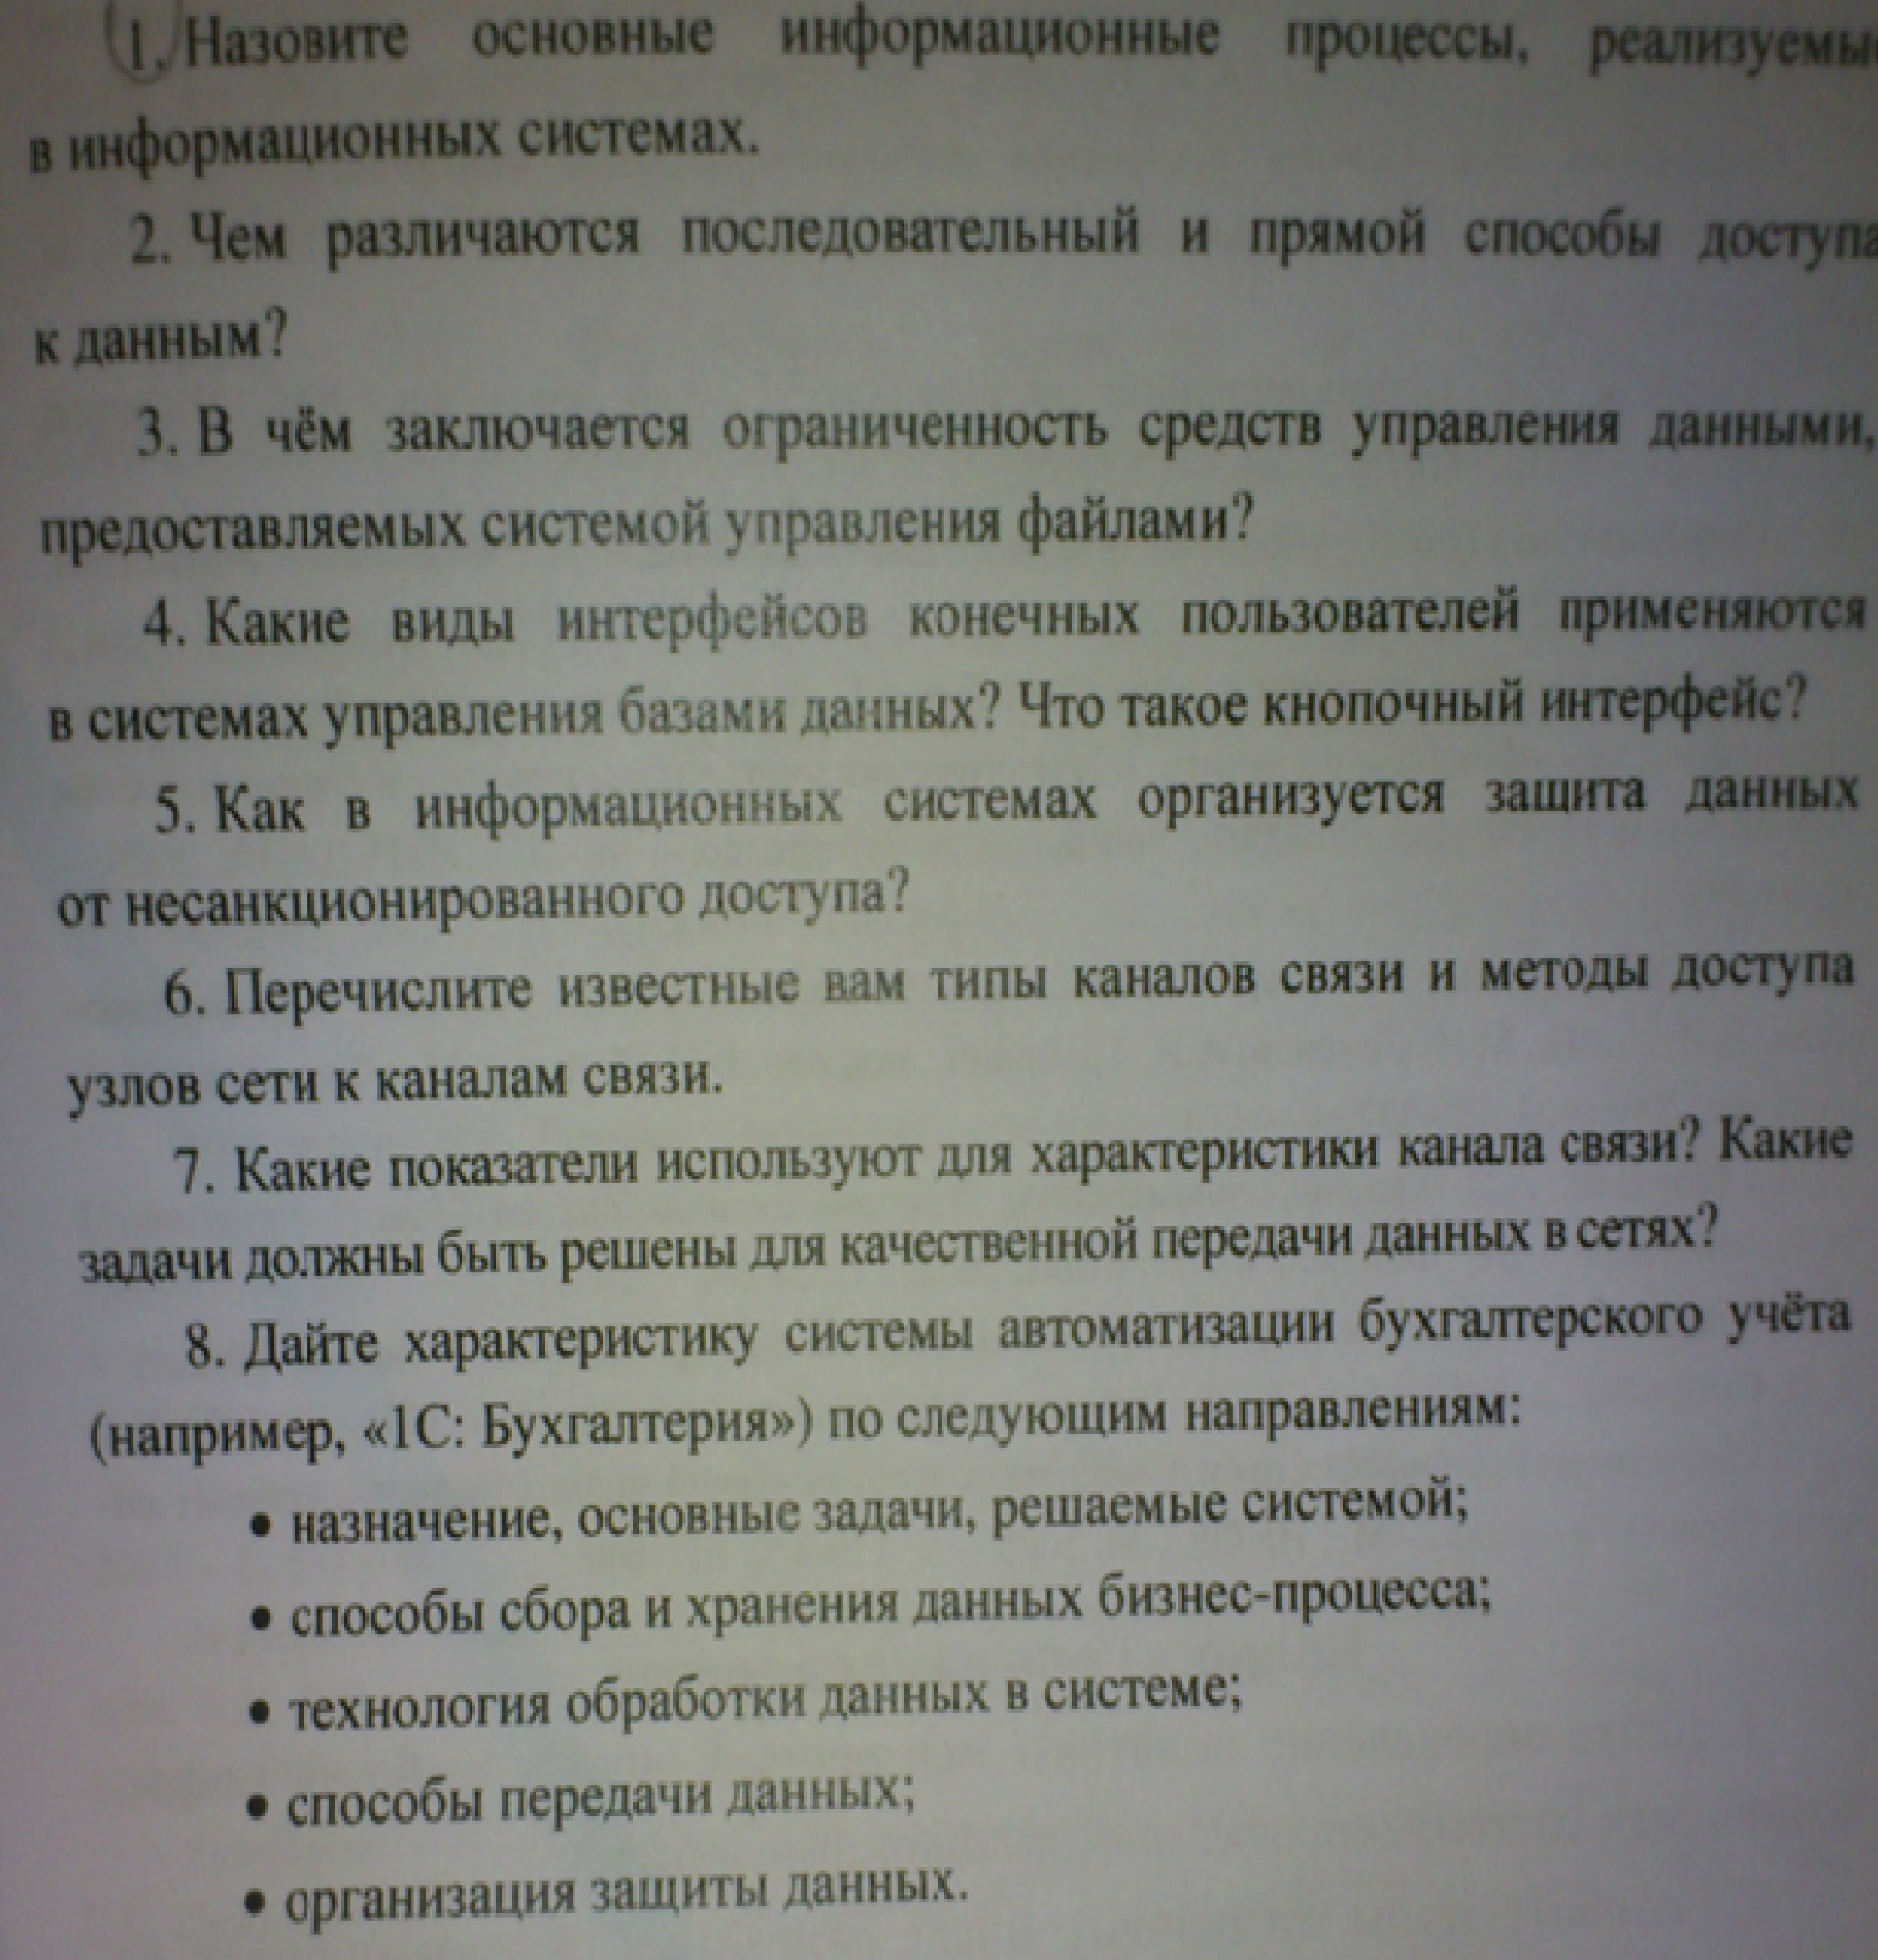 1. Назовите основные информационные процессы, реализуемые
в информационных системах.
2. Чем различаются последовательный и прямой способы доступа
к данным?
3. В чём заключается ограниченность средств управления данными,
предоставляемых системой управления файлами?
4. Какие виды интерфейсов конечных пользователей применяются
в системах управления базами данных? Что такое кнопочный интерфейс?
5. Как в информационных системах организуется защита данных
от несанкционированного доступа?
6. Перечислите известные вам типы каналов связи и методы доступа
узлов сети к каналам связи.
7. Какие показатели используют для характеристики канала связи? Какие
задачи должны быть решены для качественной передачи данных в сетях?
8. Дайте характеристику системы автоматизации бухгалтерского учёта
(например, «1С: Бухгалтерия») по следующим направлениям:
• назначение, основные задачи, решаемые системой;
• способы сбора и хранения данных бизнес-процесса;
• технология обработки данных в системе;
• способы передачи данных;
• организация защиты данных.